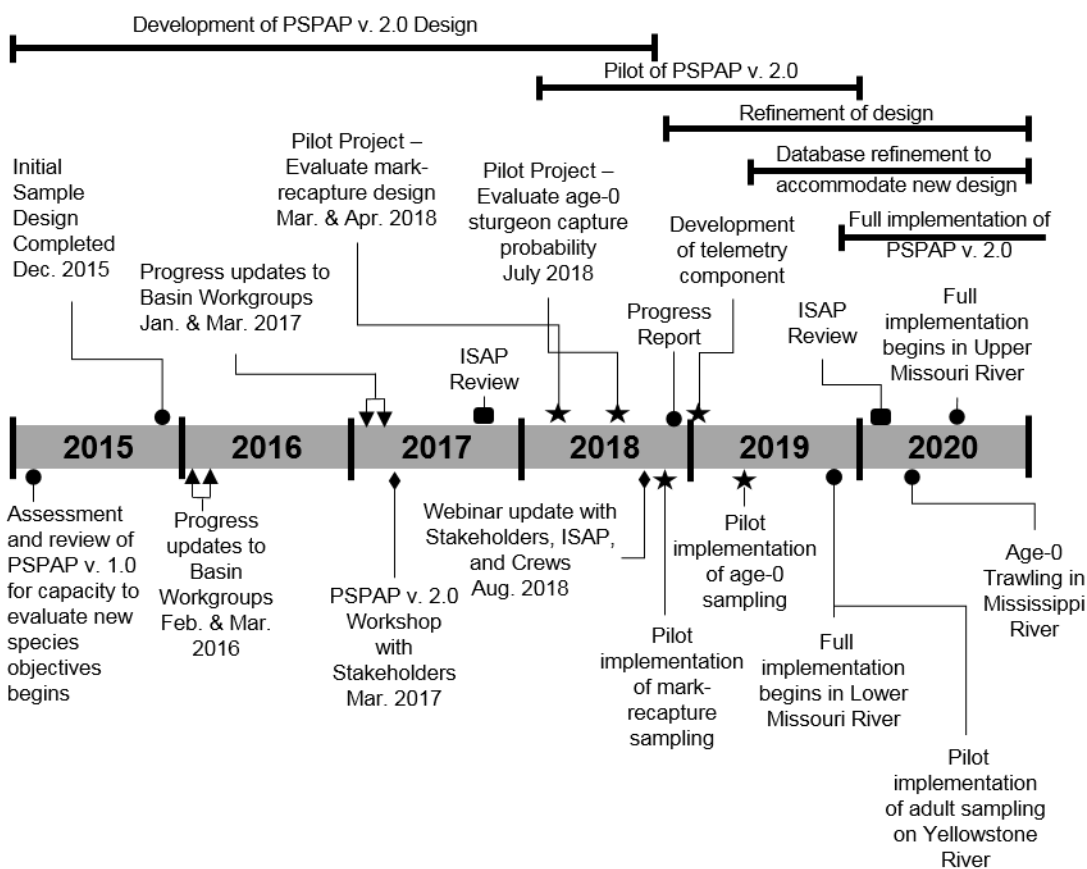 Development of PSPAP v. 2.0 Design
Pilot of PSPAP v. 2.0
Refinement of design
Database refinement to
accommodate new design
Full implementation of
PSPAP v. 2.0
Initial
Sample
Design
Completed
Dec. 2015
Progress updates to
Basin Workgroups
Jan. & Mar. 2017
Pilot Project –
Evaluate mark-
recapture design
Mar. & Apr. 2018
ISAP
Review
Pilot Project –
Evaluate age-0
sturgeon capture
probability
July 2018
Progress
Report
Development
of telemetry
component
ISAP
Review
Full
implementation
begins in Upper
Missouri River
2015
2016
2017
2018
2019
2020
Assessment
and review of
PSPAP v. 1.0
for capacity to
evaluate new
species
objectives
begins
Progress
updates to
Basin
Workgroups
Feb. & Mar.
2016
PSPAP v. 2.0
Workshop
with
Stakeholders
Mar. 2017
Webinar update with
Stakeholders, ISAP,
and Crews
Aug. 2018
Pilot
implementation
of mark-
recapture
sampling
Pilot
implementation
of age-0
sampling
Full
implementation
begins in Lower
Missouri River
Pilot
implementation
of adult sampling
on Yellowstone
River
Age-0
Trawling in
Mississippi
River